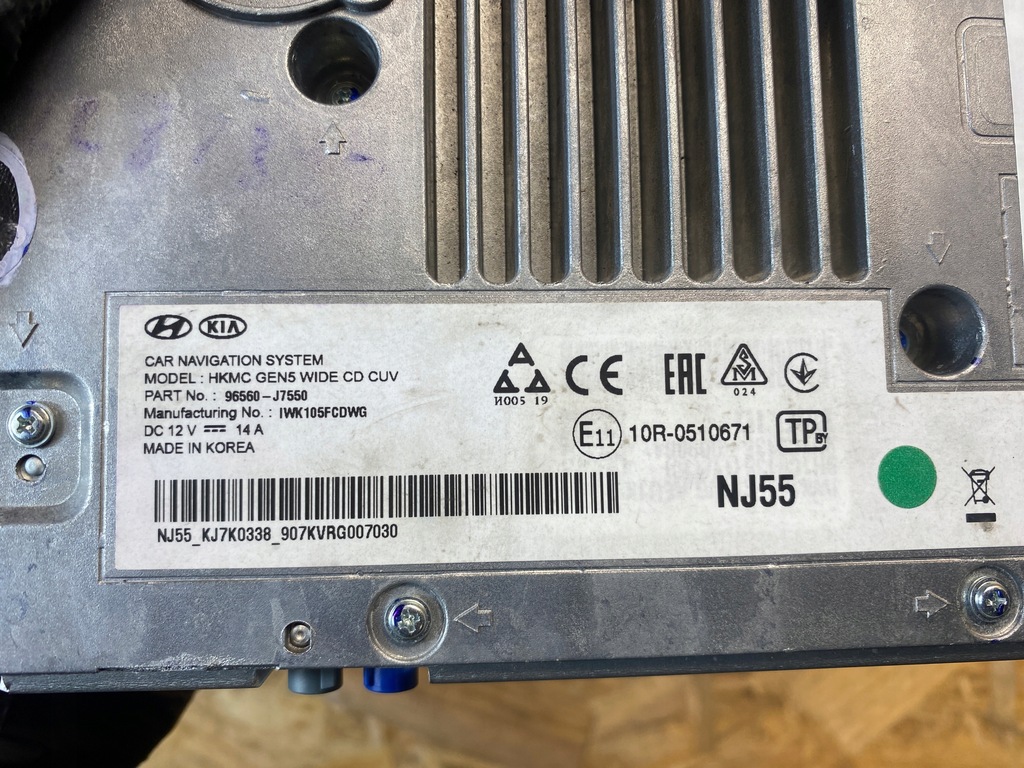 KIA
CAR NAVIGATION SYSTEM
MODEL : HKMC GEN5 WIDE CD CUV
PART No. : 96560-J7550
Manufacturing No. : IWK105FCDWG
DC 12 V 14 A
MADE IN KOREA
И005 19
CE
EAC
024
E11 10R-0510671
TP BY
NJ55
NJ55_KJ7K0338_907KVRG007030